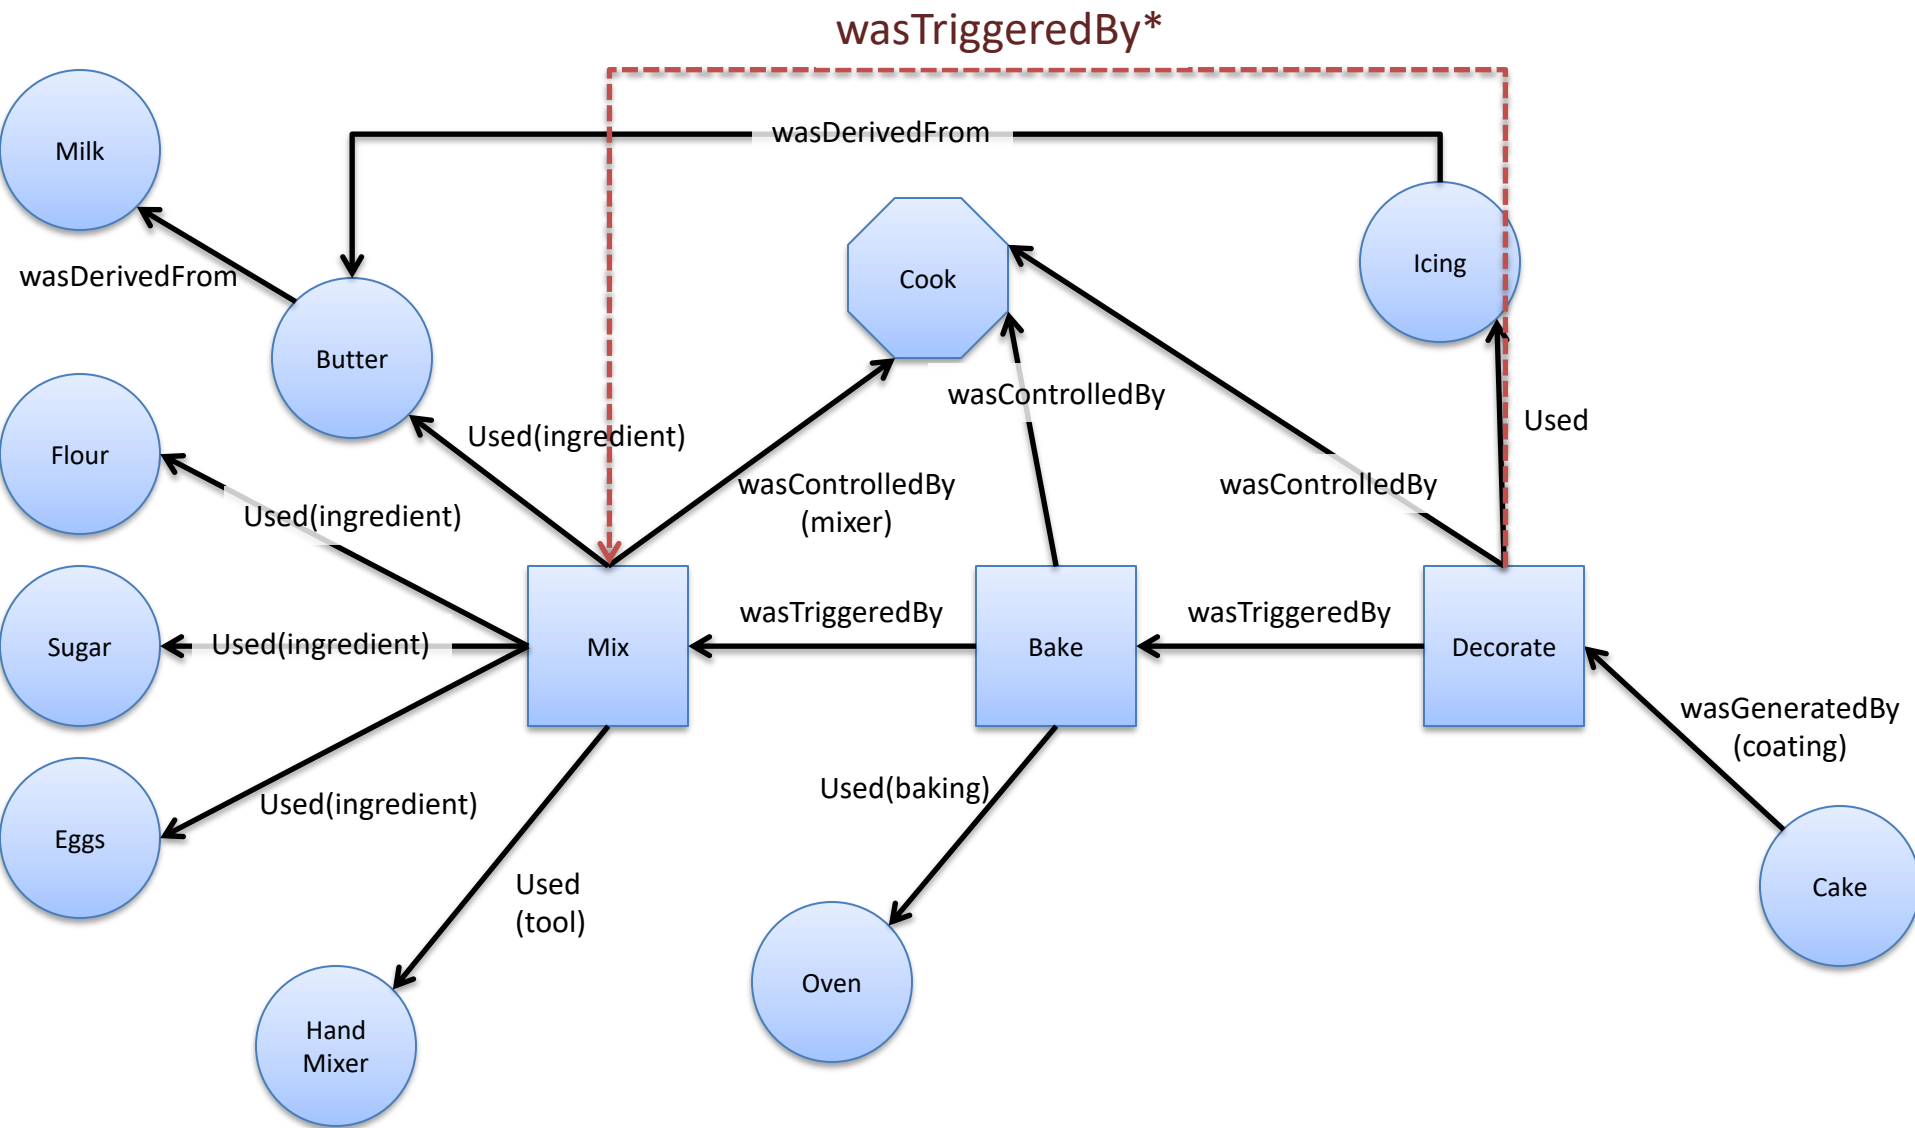 wasTriggeredBy*
wasDerivedFrom
Milk
Icing
Cook
wasDerivedFrom
Butter
wasControlledBy
Used
Used(ingredient)
Flour
wasControlledBy
(mixer)
wasControlledBy
Used(ingredient)
wasTriggeredBy
wasTriggeredBy
Sugar
Used(ingredient)
Mix
Bake
Decorate
wasGeneratedBy
(coating)
Used(baking)
Used(ingredient)
Eggs
Used
(tool)
Cake
Oven
Hand
Mixer